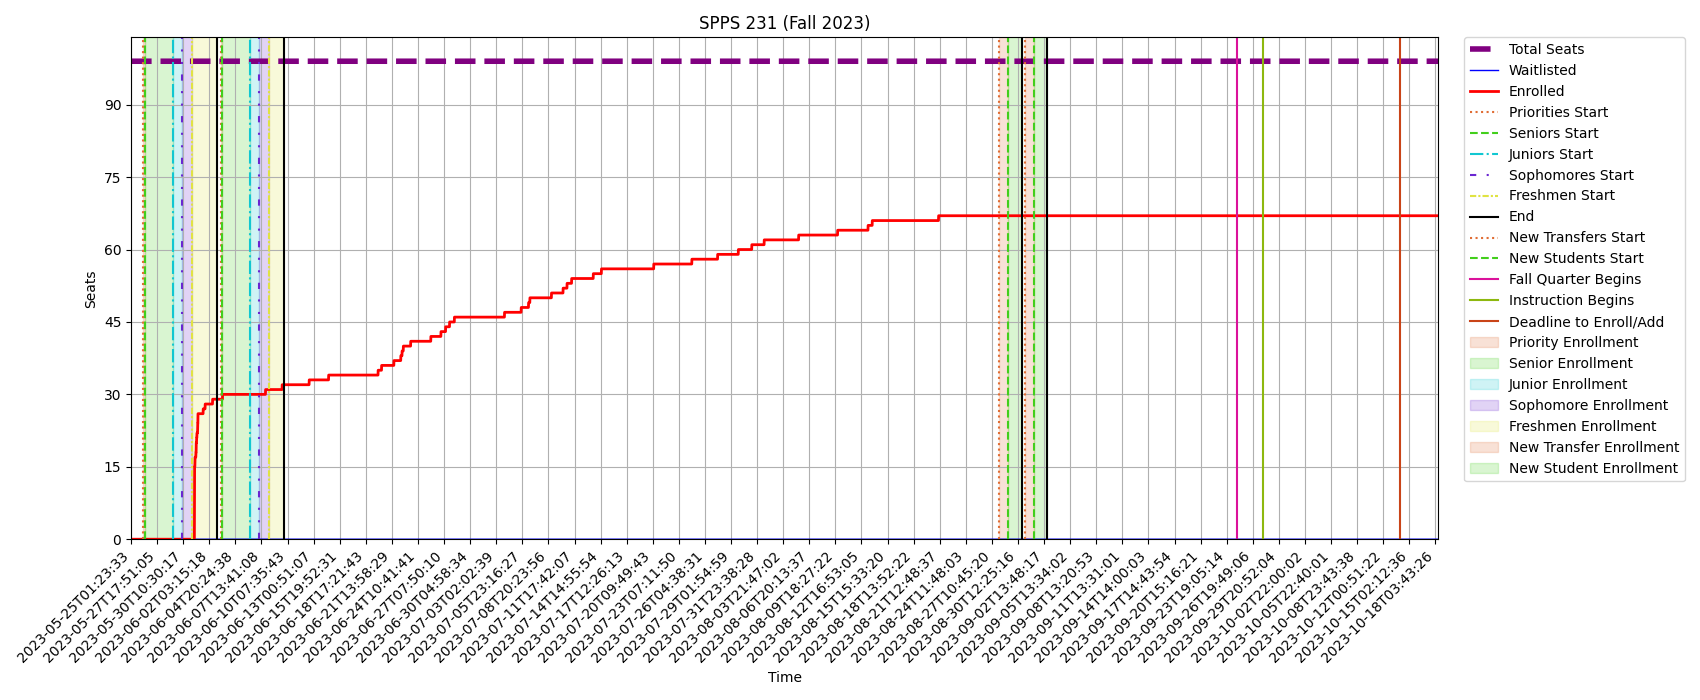 SPPS 231 (Fall 2023)
Seats
90
75
60
45
30
15
0
2023-05-25T01:23:33
2023-05-27T17:51:05
2023-05-30T10:30:17
2023-06-02T03:15:18
2023-06-04T20:24:38
2023-06-07T13:41:08
2023-06-10T07:35:43
2023-06-13T00:51:07
2023-06-15T19:52:31
2023-06-18T17:21:43
2023-06-21T13:58:29
2023-06-24T10:41:41
2023-06-27T07:50:10
2023-06-30T04:58:34
2023-07-03T02:02:39
2023-07-05T23:16:27
2023-07-08T20:23:56
2023-07-11T17:42:07
2023-07-14T14:55:54
2023-07-17T12:26:13
2023-07-20T09:49:43
2023-07-23T07:11:50
2023-07-26T04:38:31
2023-07-29T01:54:59
2023-07-31T23:38:28
2023-08-03T21:47:02
2023-08-06T20:13:37
2023-08-09T18:27:22
2023-08-12T16:53:05
2023-08-15T15:33:20
2023-08-18T13:52:22
2023-08-21T12:48:37
2023-08-24T11:48:03
2023-08-27T10:45:20
2023-08-30T12:25:16
2023-09-02T13:48:17
2023-09-05T13:34:02
2023-09-08T13:20:53
2023-09-11T13:31:01
2023-09-14T14:00:03
2023-09-17T14:43:54
2023-09-20T15:16:21
2023-09-23T19:05:14
2023-09-26T19:49:06
2023-09-29T20:52:04
2023-10-02T22:00:02
2023-10-05T22:40:01
2023-10-08T23:43:38
2023-10-12T00:51:22
2023-10-15T02:12:36
2023-10-18T03:43:26
Time
Total Seats
Waitlisted
Enrolled
Priorities Start
Seniors Start
Juniors Start
Sophomores Start
Freshmen Start
End
New Transfers Start
New Students Start
Fall Quarter Begins
Instruction Begins
Deadline to Enroll/Add
Priority Enrollment
Senior Enrollment
Junior Enrollment
Sophomore Enrollment
Freshmen Enrollment
New Transfer Enrollment
New Student Enrollment